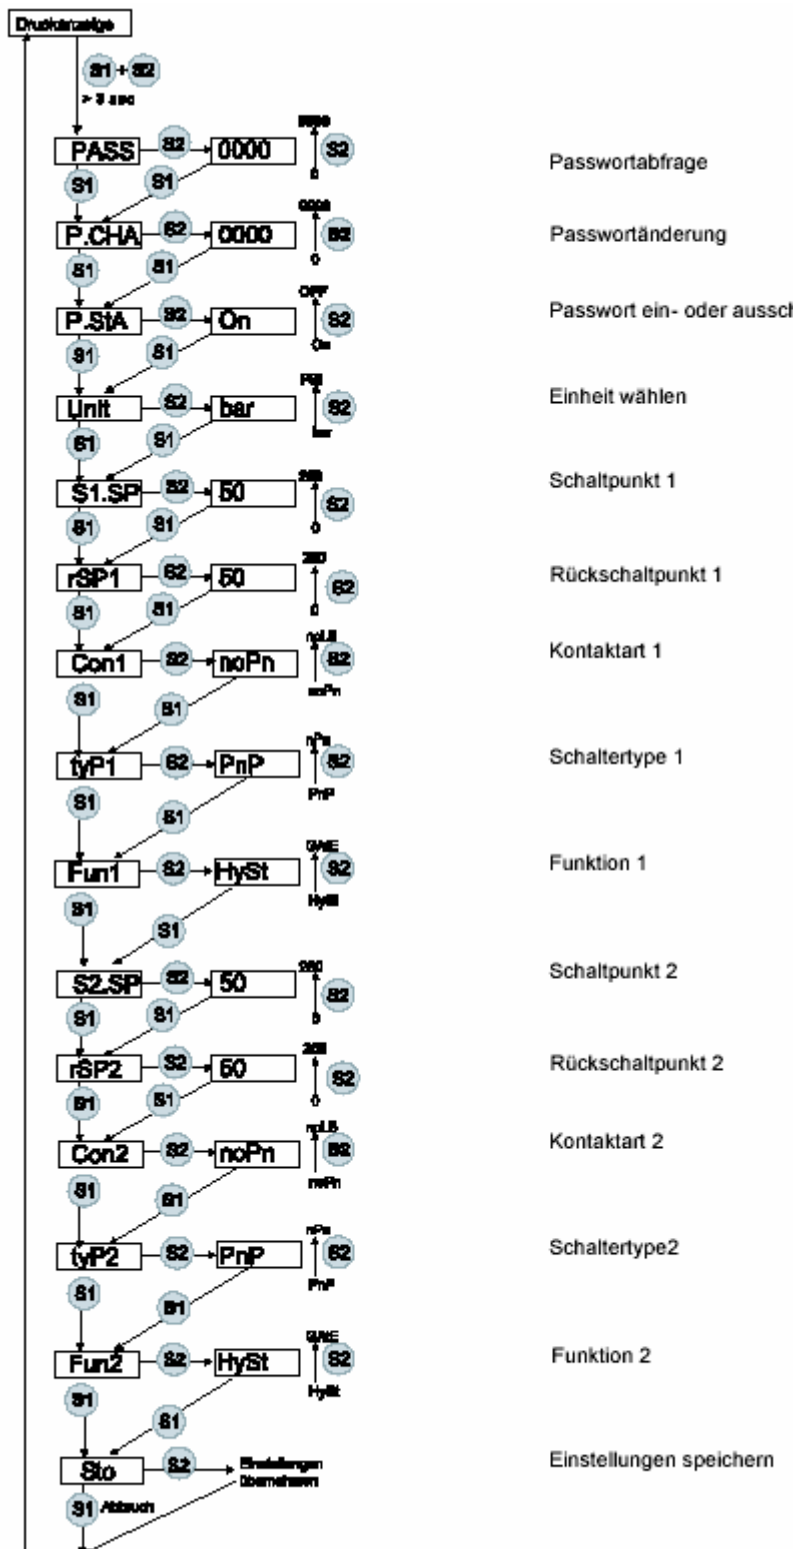 Druckanzeige
S1 + S2
> 3 sec
PASS S2 0000 S2
0
Passwortabfrage
S1 S1
P.CHA S2 0000 S2
0
Passwortänderung
S1 S1
OFF
P.StA S2 On S2
On
Passwort ein- oder aussch
S1 S1
Unit S2 bar S2
bar
Einheit wählen
S1 S1
S1.SP S2 50 S2
0
Schaltpunkt 1
S1 S1
rSP1 S2 50 S2
0
Rückschaltpunkt 1
S1 S1
Con1 S2 noPn S2
noPn
Kontaktart 1
S1 S1
nPn
tyP1 S2 PnP S2
PnP
Schaltertype 1
S1 S1
Fun1 S2 HySt S2
HySt
Funktion 1
S1 S1
S2.SP S2 50 S2
0
Schaltpunkt 2
S1 S1
rSP2 S2 50 S2
0
Rückschaltpunkt 2
S1 S1
Con2 S2 noPn S2
noPn
Kontaktart 2
S1 S1
nPn
tyP2 S2 PnP S2
PnP
Schaltertype2
S1 S1
Fun2 S2 HySt S2
HySt
Funktion 2
S1 S1
Sto S2 Einstellungen
übernehmen
Einstellungen speichern
S1 Abbruch